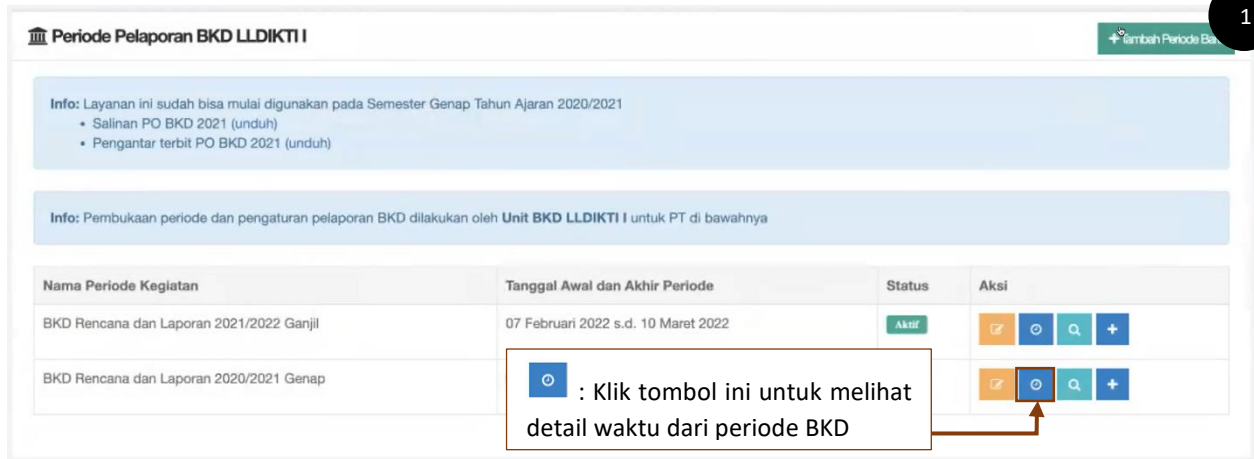 1
Periode Pelaporan BKD LLDIKTI I
Tambah Periode
Info: Layanan ini sudah bisa mulai digunakan pada Semester Genap Tahun Ajaran 2020/2021
• Salinan PO BKD 2021 (unduh)
• Pengantar terbit PO BKD 2021 (unduh)
Info: Pembukaan periode dan pengaturan pelaporan BKD dilakukan oleh Unit BKD LLDIKTI I untuk PT di bawahnya
Nama Periode Kegiatan Tanggal Awal dan Akhir Periode Status Aksi
BKD Rencana dan Laporan 2021/2022 Ganjil 07 Februari 2022 s.d. 10 Maret 2022 Aktif
BKD Rencana dan Laporan 2020/2021 Genap
: Klik tombol ini untuk melihat
detail waktu dari periode BKD